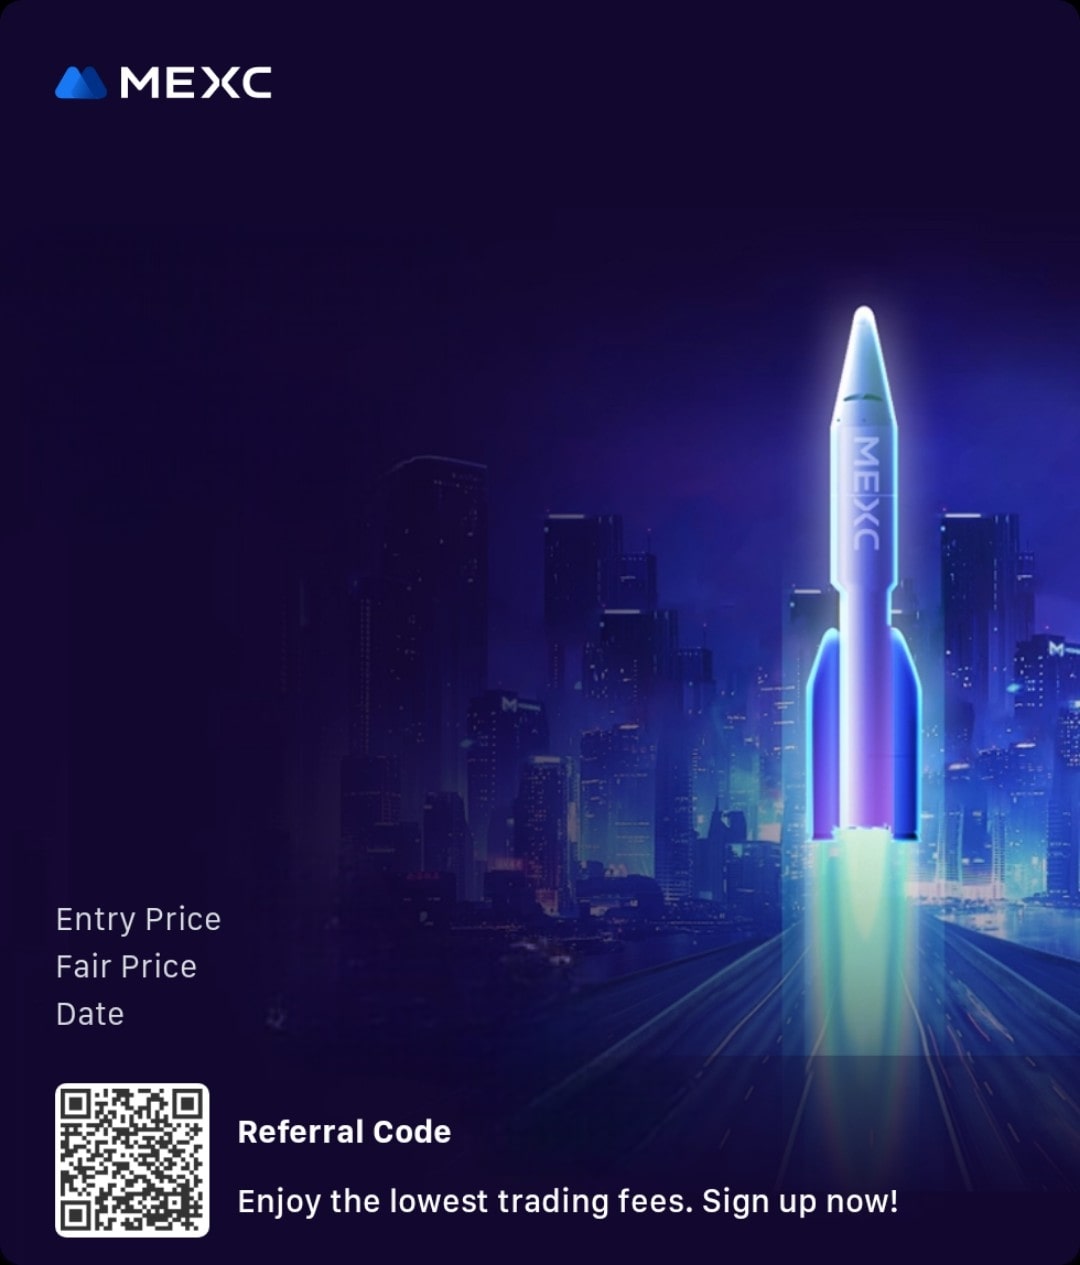 MEXC
MEXC
Entry Price
Fair Price
Date
Referral Code
Enjoy the lowest trading fees. Sign up now!